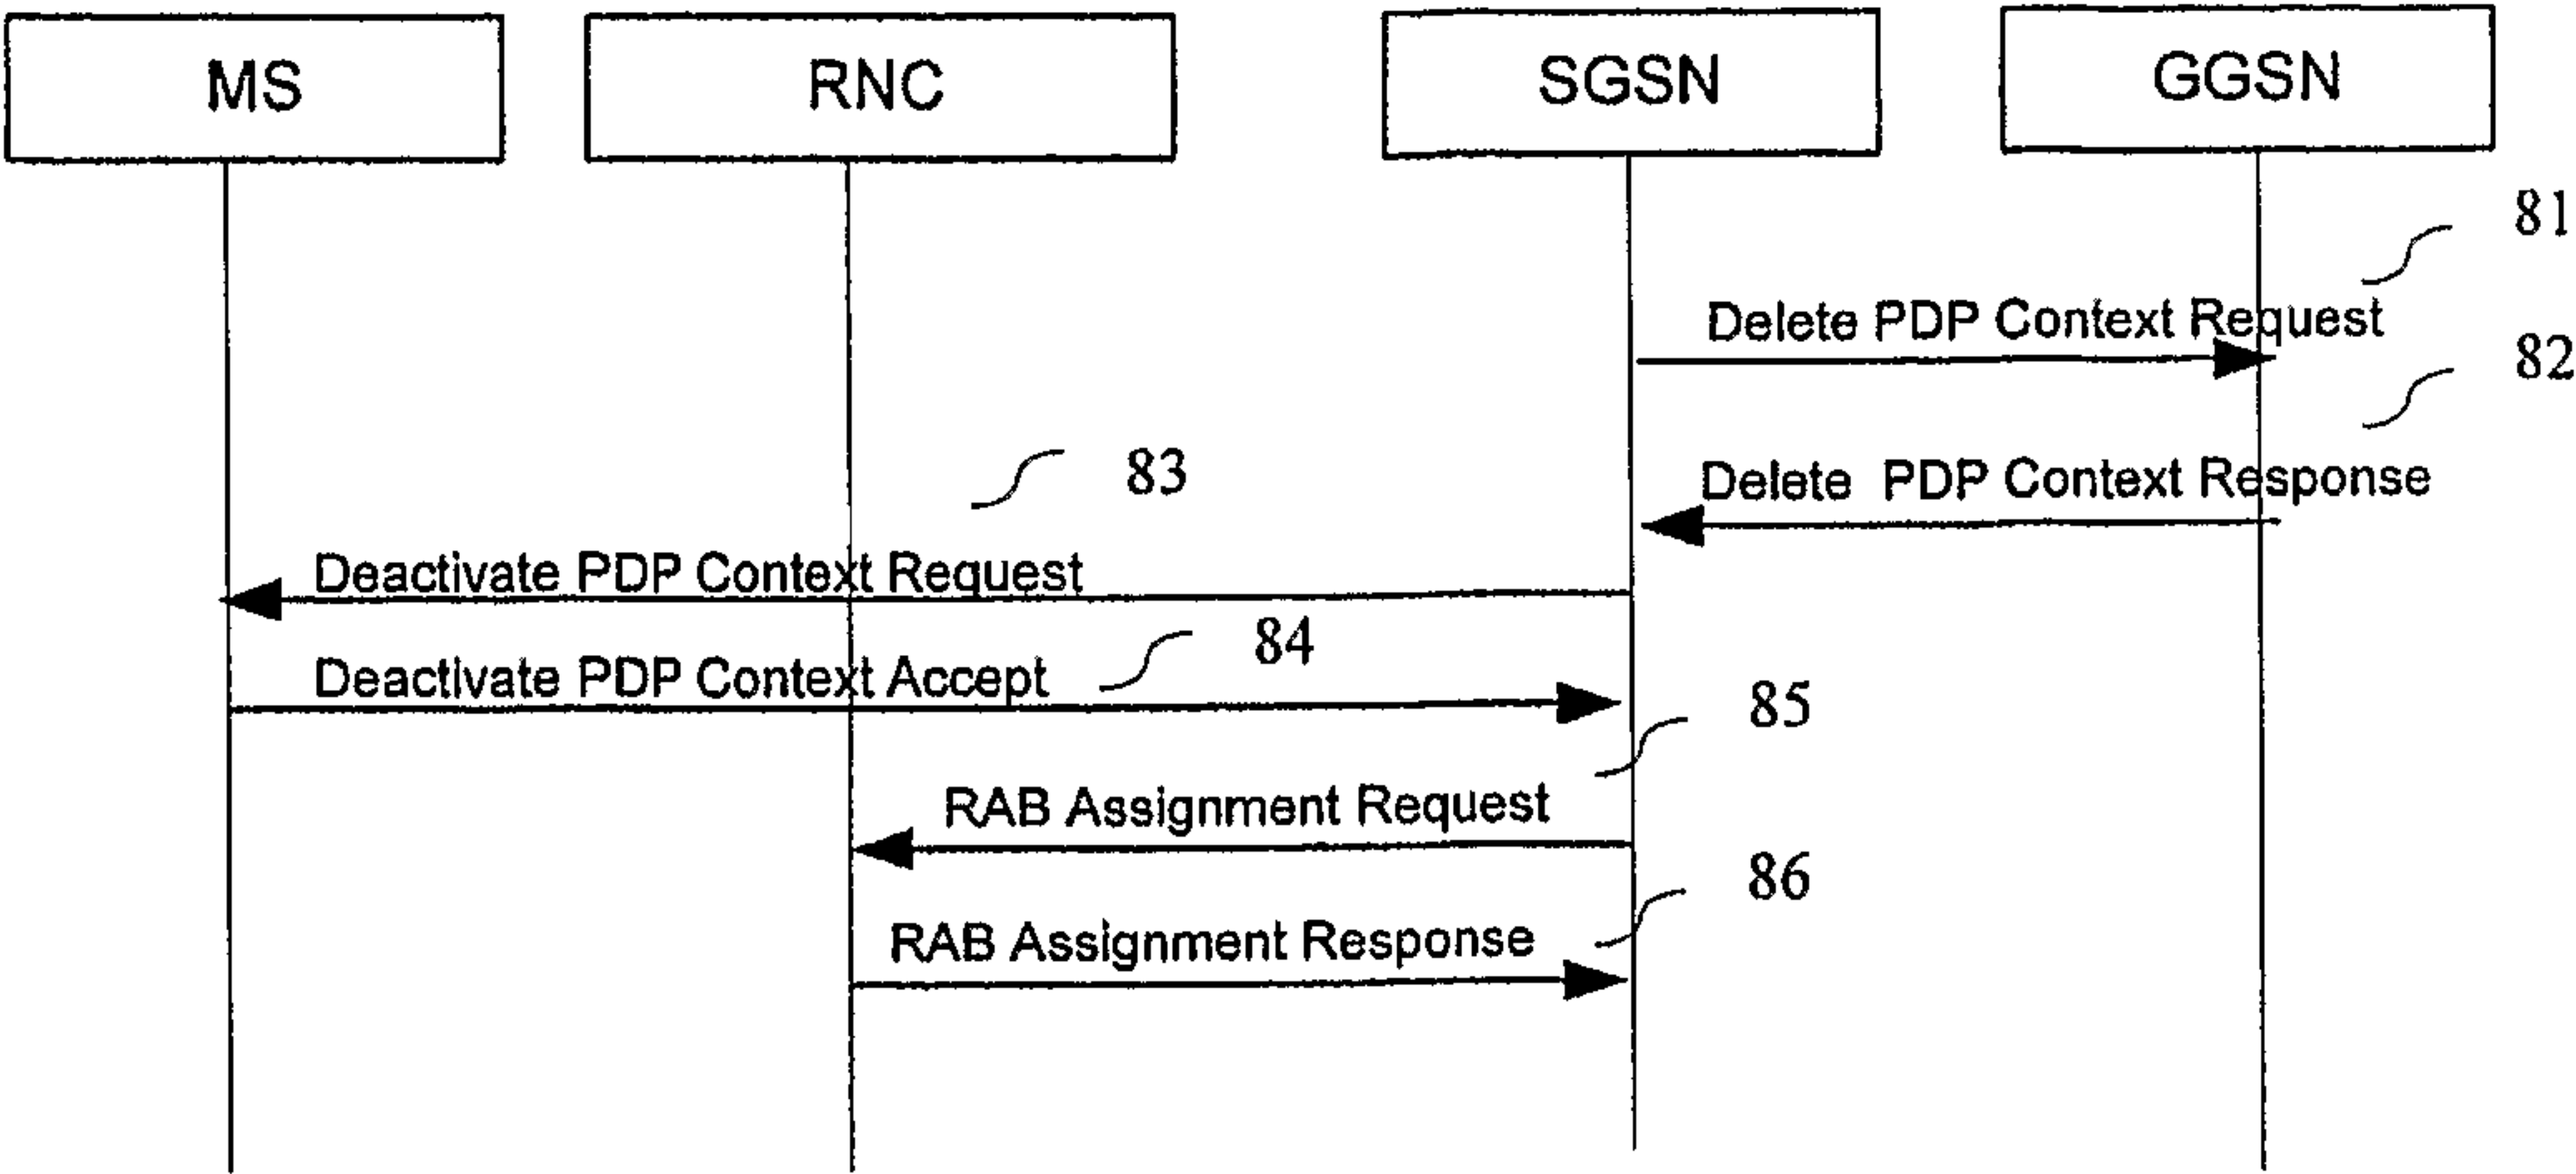 MS
RNC
SGSN
GGSN
81
Delete PDP Context Request
82
Delete PDP Context Response
83
Deactivate PDP Context Request
84
Deactivate PDP Context Accept
85
RAB Assignment Request
86
RAB Assignment Response